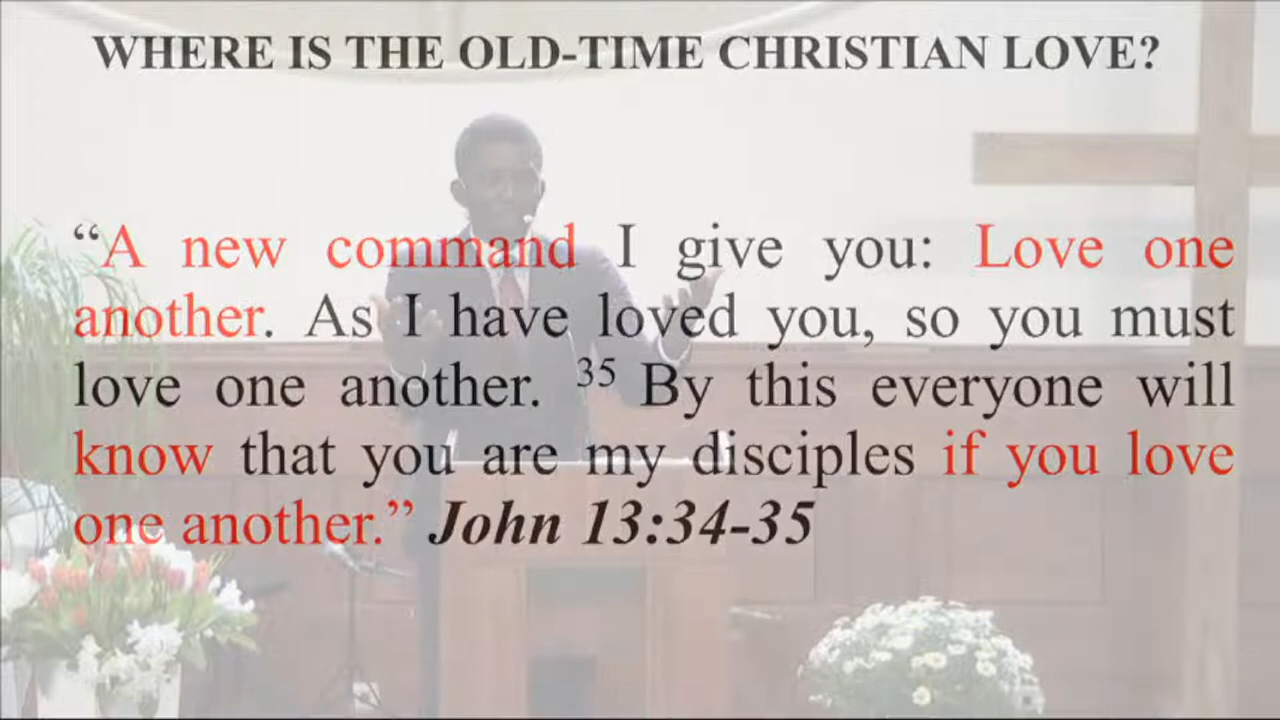 WHERE IS THE OLD-TIME CHRISTIAN LOVE?
“A new command I give you: Love one
another. As I have loved you, so you must
love one another. ³⁵ By this everyone will
know that you are my disciples if you love
one another.” John 13:34-35